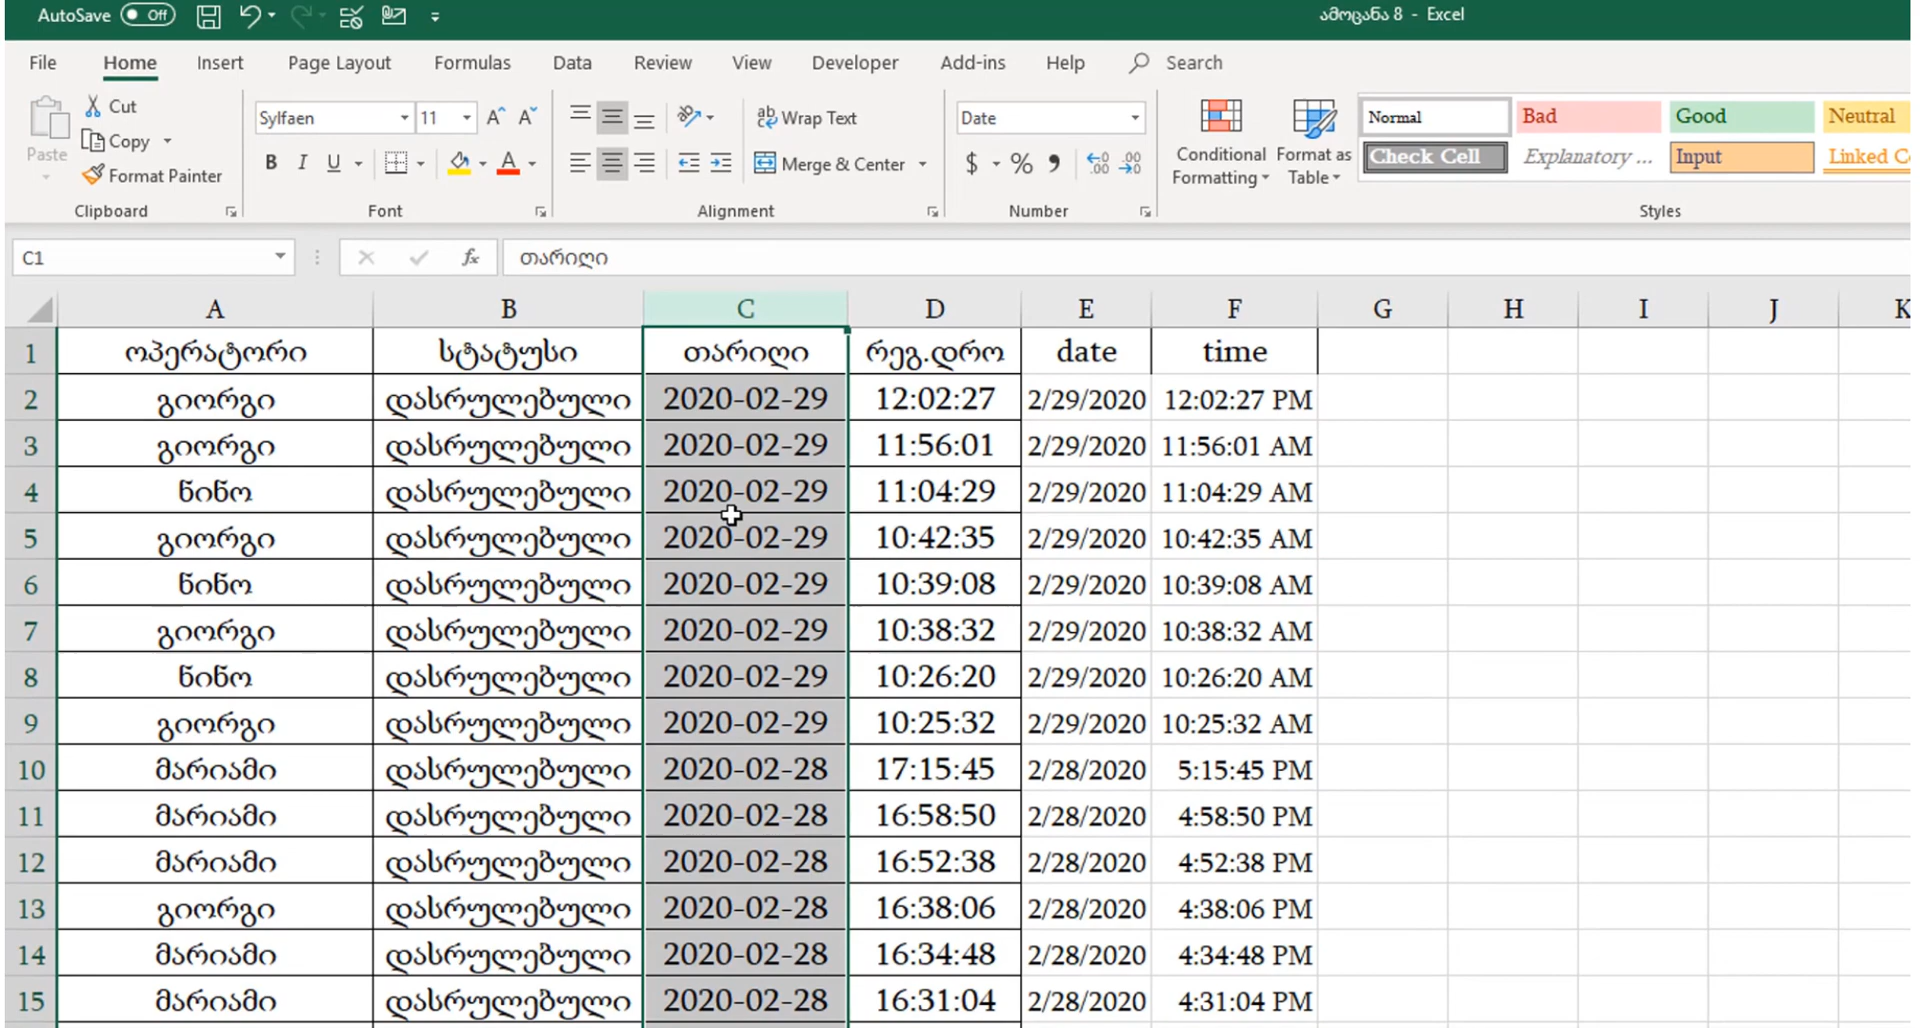 AutoSave Off ამოცანა 8 - Excel
File Home Insert Page Layout Formulas Data Review View Developer Add-ins Help Search
Paste Cut Copy Format Painter Clipboard
Sylfaen 11 B I U A Font
Wrap Text Merge & Center Alignment
Date $ % Number
Conditional Formatting Format as Table
Normal Bad Good Neutral
Check Cell Explanatory ... Input Linked C
Styles
C1 fx თარიღი
A B C D E F G H I J K
1 ოპერატორი სტატუსი თარიღი რეგ.დრო date time
2 გიორგი დასრულებული 2020-02-29 12:02:27 2/29/2020 12:02:27 PM
3 გიორგი დასრულებული 2020-02-29 11:56:01 2/29/2020 11:56:01 AM
4 ნინო დასრულებული 2020-02-29 11:04:29 2/29/2020 11:04:29 AM
5 გიორგი დასრულებული 2020-02-29 10:42:35 2/29/2020 10:42:35 AM
6 ნინო დასრულებული 2020-02-29 10:39:08 2/29/2020 10:39:08 AM
7 გიორგი დასრულებული 2020-02-29 10:38:32 2/29/2020 10:38:32 AM
8 ნინო დასრულებული 2020-02-29 10:26:20 2/29/2020 10:26:20 AM
9 გიორგი დასრულებული 2020-02-29 10:25:32 2/29/2020 10:25:32 AM
10 მარიამი დასრულებული 2020-02-28 17:15:45 2/28/2020 5:15:45 PM
11 მარიამი დასრულებული 2020-02-28 16:58:50 2/28/2020 4:58:50 PM
12 მარიამი დასრულებული 2020-02-28 16:52:38 2/28/2020 4:52:38 PM
13 გიორგი დასრულებული 2020-02-28 16:38:06 2/28/2020 4:38:06 PM
14 მარიამი დასრულებული 2020-02-28 16:34:48 2/28/2020 4:34:48 PM
15 მარიამი დასრულებული 2020-02-28 16:31:04 2/28/2020 4:31:04 PM